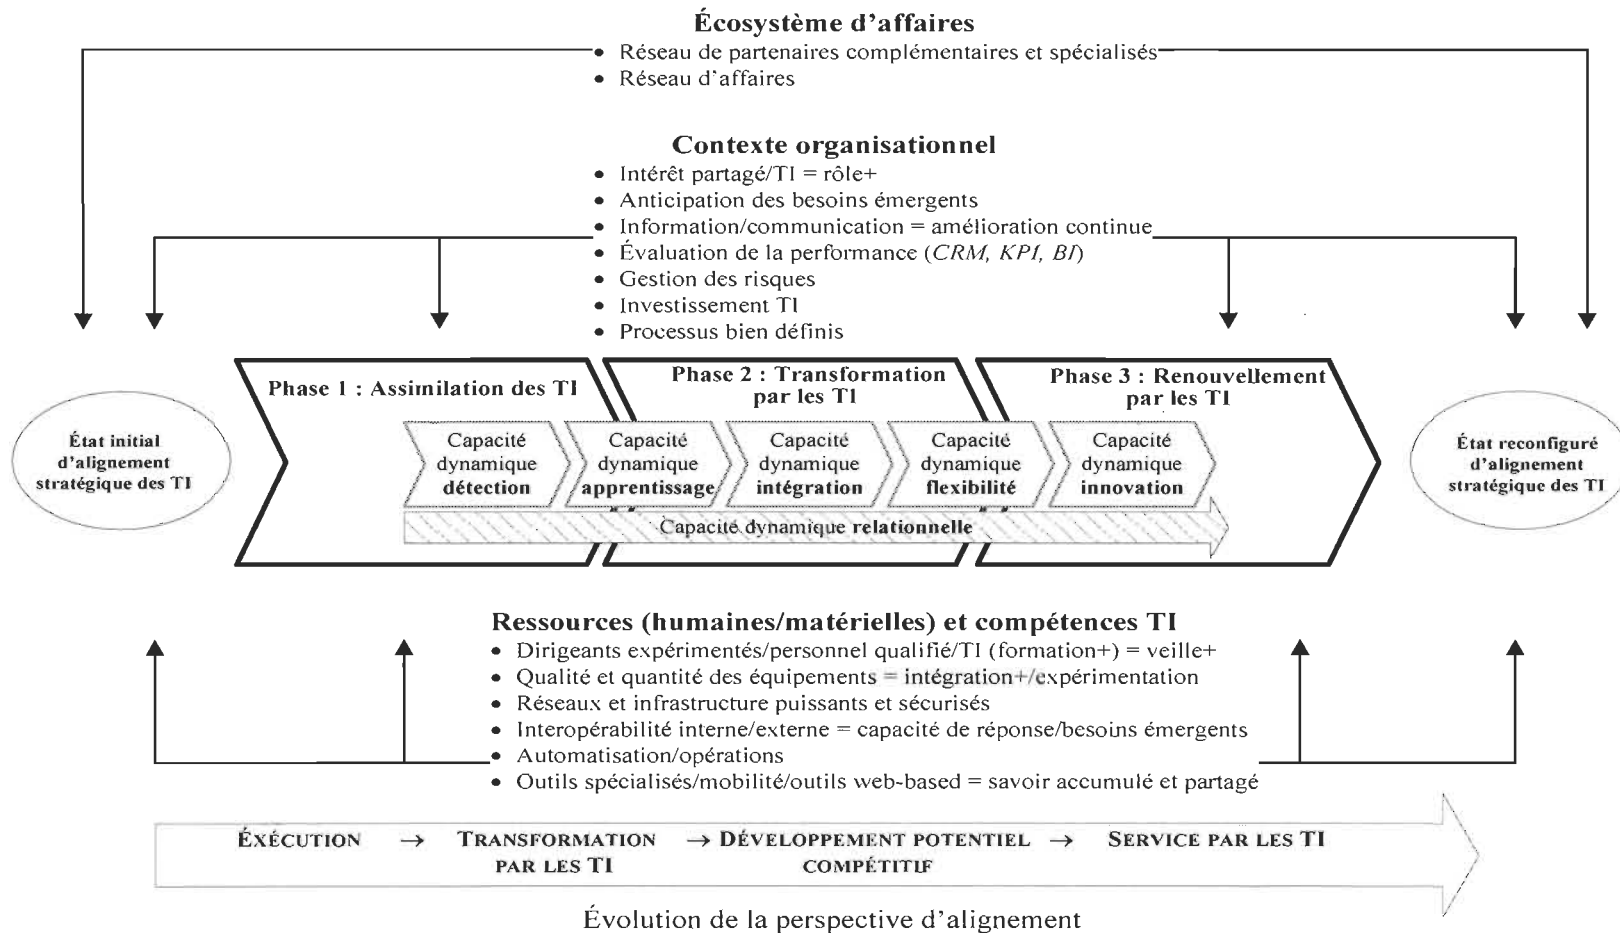 Écosystème d'affaires
• Réseau de partenaires complémentaires et spécialisés
• Réseau d'affaires
Contexte organisationnel
• Intérêt partagé/TI = rôle+
• Anticipation des besoins émergents
• Information/communication = amélioration continue
• Évaluation de la performance (CRM, KPI, BI)
• Gestion des risques
• Investissement TI
• Processus bien définis
Phase 1 : Assimilation des TI
Phase 2 : Transformation
par les TI
Phase 3 : Renouvellement
par les TI
État initial
d'alignement
stratégique des TI
Capacité
dynamique
détection
Capacité
dynamique
apprentissage
Capacité
dynamique
intégration
Capacité
dynamique
flexibilité
Capacité
dynamique
innovation
Capacité dynamique relationnelle
État reconfiguré
d'alignement
stratégique des TI
Ressources (humaines/matérielles) et compétences TI
• Dirigeants expérimentés/personnel qualifié/TI (formation+) = veille+
• Qualité et quantité des équipements = intégration+/expérimentation
• Réseaux et infrastructure puissants et sécurisés
• Interopérabilité interne/externe = capacité de réponse/besoins émergents
• Automatisation/opérations
• Outils spécialisés/mobilité/outils web-based = savoir accumulé et partagé
EXÉCUTION → TRANSFORMATION → DÉVELOPPEMENT POTENTIEL → SERVICE PAR LES TI
PAR LES TI COMPÉTITIF
Évolution de la perspective d'alignement